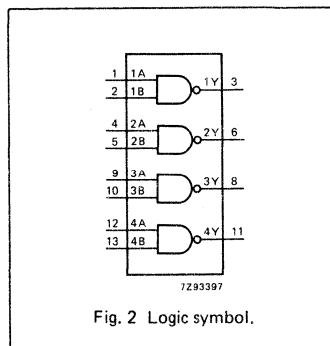 1 1A 1Y 3
2 1B
4 2A 2Y 6
5 2B
9 3A 3Y 8
10 3B
12 4A 4Y 11
13 4B
7Z93397
Fig. 2 Logic symbol.